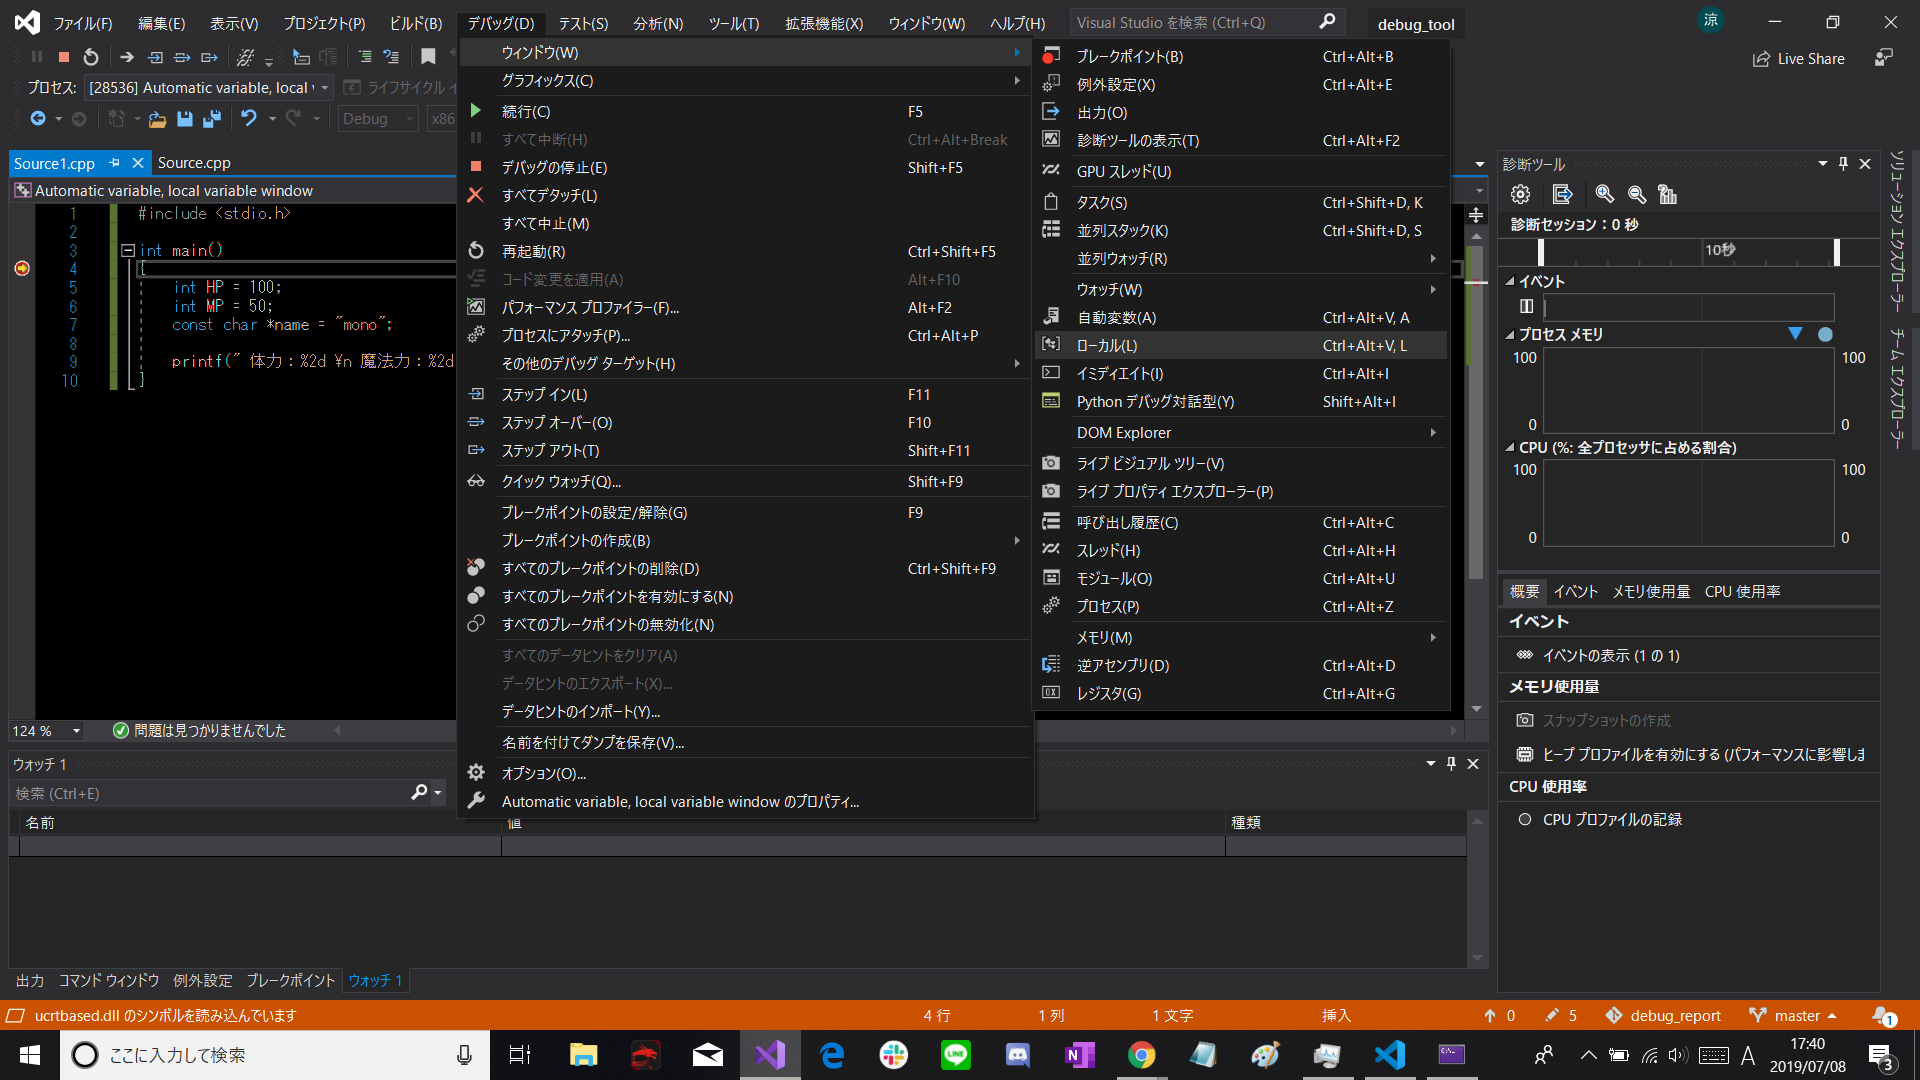 ファイル(F) 編集(E) 表示(V) プロジェクト(P) ビルド(B) デバッグ(D) テスト(S) 分析(N) ツール(T) 拡張機能(X) ウィンドウ(W) ヘルプ(H) Visual Studio を検索 (Ctrl+Q) debug_tool 涼
Live Share
プロセス: [28536] Automatic variable, local ライフサイクル
Debug x86
Source1.cpp Source.cpp
Automatic variable, local variable window
1 #include <stdio.h>
2
3 int main()
4 {
5 int HP = 100;
6 int MP = 50;
7 const char *name = "mono";
8
9 printf(" 体力：%2d ¥n 魔法力：%2d
10 }
124 % 問題は見つかりませんでした
ウィンドウ(W)
グラフィックス(C)
続行(C) F5
すべて中断(H) Ctrl+Alt+Break
デバッグの停止(E) Shift+F5
すべてデタッチ(L)
すべて中止(M)
再起動(R) Ctrl+Shift+F5
コード変更を適用(A) Alt+F10
パフォーマンス プロファイラー(F)... Alt+F2
プロセスにアタッチ(P)... Ctrl+Alt+P
その他のデバッグ ターゲット(H)
ステップ イン(L) F11
ステップ オーバー(O) F10
ステップ アウト(T) Shift+F11
クイック ウォッチ(Q)... Shift+F9
ブレークポイントの設定/解除(G) F9
ブレークポイントの作成(B)
すべてのブレークポイントの削除(D) Ctrl+Shift+F9
すべてのブレークポイントを有効にする(N)
すべてのブレークポイントの無効化(N)
すべてのデータヒントをクリア(A)
データヒントのエクスポート(X)...
データヒントのインポート(Y)...
名前を付けてダンプを保存(V)...
オプション(O)...
Automatic variable, local variable window のプロパティ...
ブレークポイント(B) Ctrl+Alt+B
例外設定(X) Ctrl+Alt+E
出力(O)
診断ツールの表示(T) Ctrl+Alt+F2
GPU スレッド(U)
タスク(S) Ctrl+Shift+D, K
並列スタック(K) Ctrl+Shift+D, S
並列ウォッチ(R)
ウォッチ(W)
自動変数(A) Ctrl+Alt+V, A
ローカル(L) Ctrl+Alt+V, L
イミディエイト(I) Ctrl+Alt+I
Python デバッグ対話型(Y) Shift+Alt+I
DOM Explorer
ライブ ビジュアル ツリー(V)
ライブ プロパティ エクスプローラー(P)
呼び出し履歴(C) Ctrl+Alt+C
スレッド(H) Ctrl+Alt+H
モジュール(O) Ctrl+Alt+U
プロセス(P) Ctrl+Alt+Z
メモリ(M)
逆アセンブリ(D) Ctrl+Alt+D
レジスタ(G) Ctrl+Alt+G
診断ツール
診断セッション：0 秒
10秒
イベント
プロセス メモリ
100 100
0 0
CPU (%: 全プロセッサに占める割合)
100 100
0 0
概要 イベント メモリ使用量 CPU 使用率
イベント
イベントの表示 (1 の 1)
メモリ使用量
スナップショットの作成
ヒープ プロファイルを有効にする (パフォーマンスに影響しま
CPU 使用率
CPU プロファイルの記録
ソリューション エクスプローラー
チーム エクスプローラー
ウォッチ 1
検索 (Ctrl+E)
名前 値 種類
出力 コマンド ウィンドウ 例外設定 ブレークポイント ウォッチ 1
ucrtbased.dll のシンボルを読み込んでいます 4 行 1 列 1 文字 挿入 0 5 debug_report master 1
ここに入力して検索 LINE A 17:40
2019/07/08 3